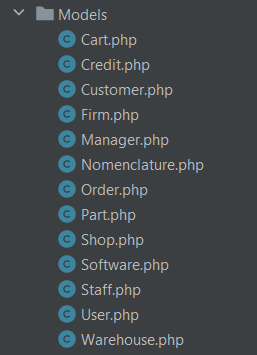 Models
Cart.php
Credit.php
Customer.php
Firm.php
Manager.php
Nomenclature.php
Order.php
Part.php
Shop.php
Software.php
Staff.php
User.php
Warehouse.php